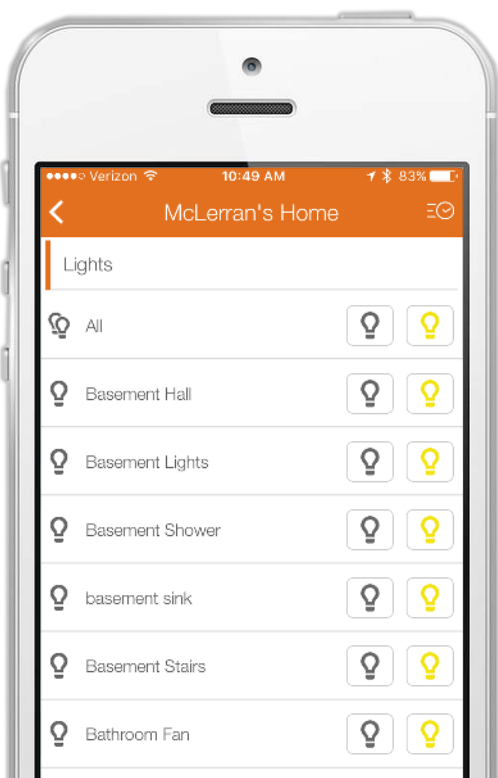 Verizon 10:49 AM 83%
McLerran's Home
Lights
All
Basement Hall
Basement Lights
Basement Shower
basement sink
Basement Stairs
Bathroom Fan